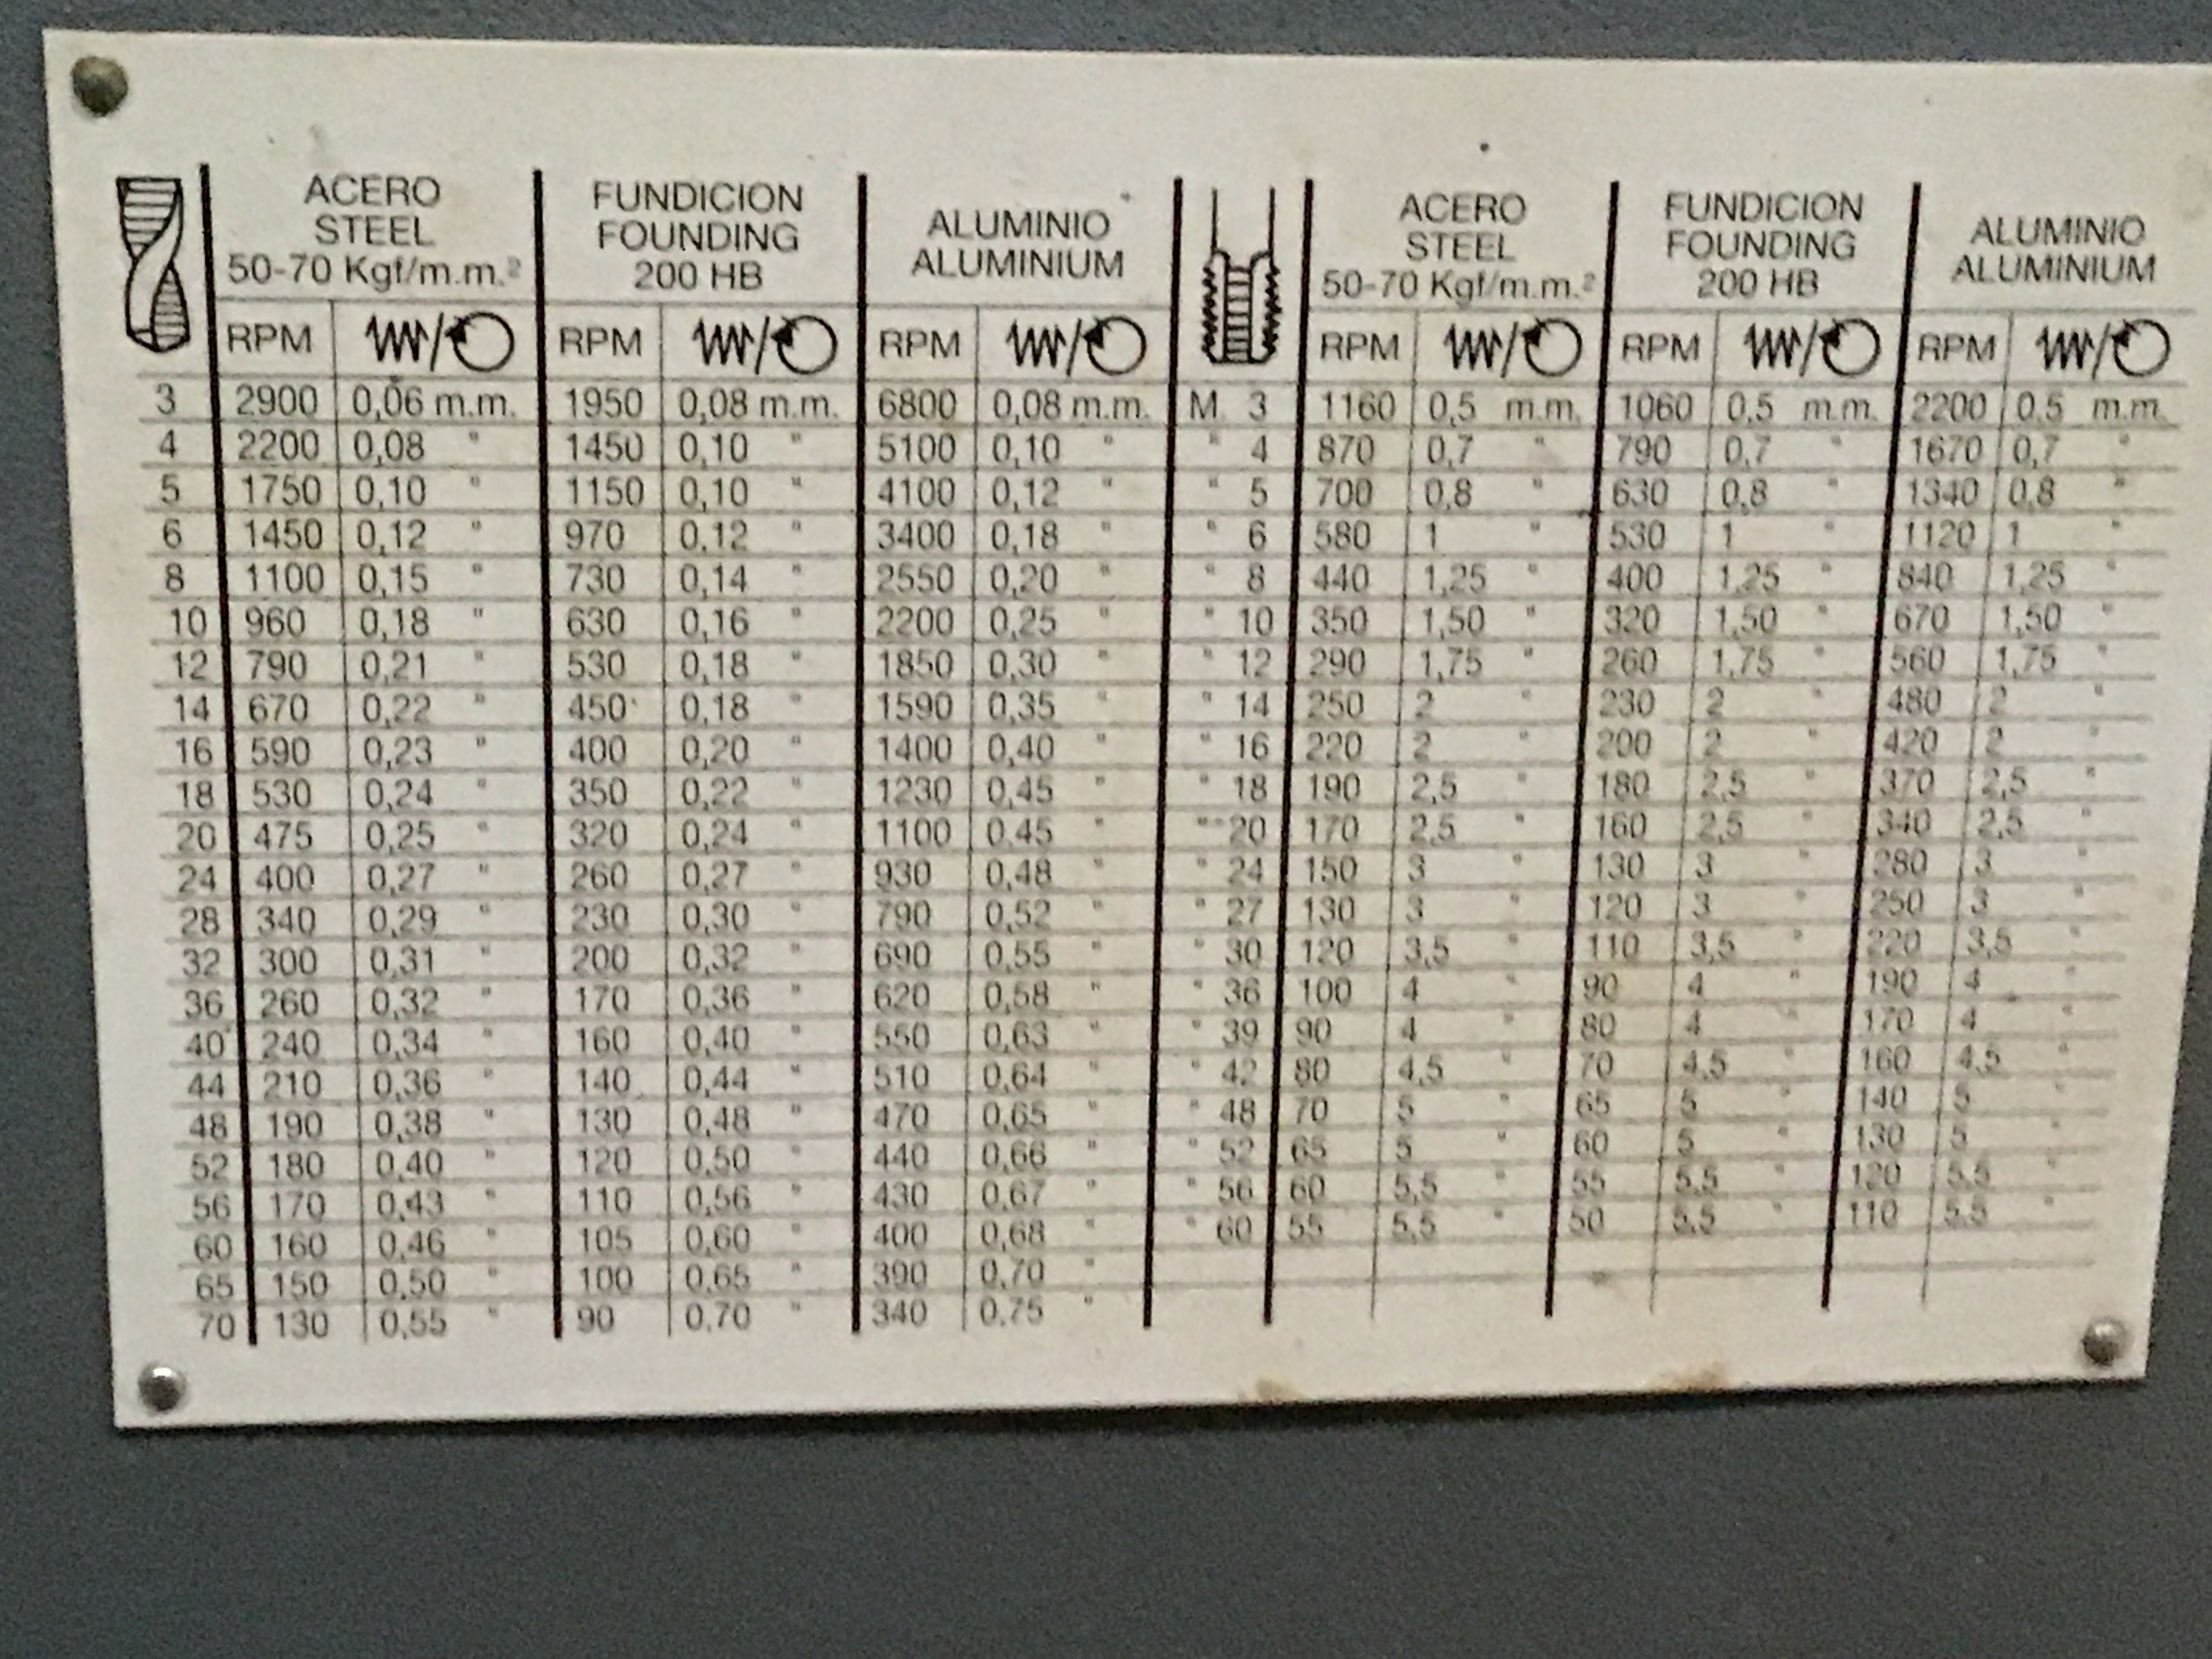 ACERO STEEL 50-70 Kgf/m.m.² FUNDICION FOUNDING 200 HB ALUMINIO ALUMINIUM ACERO STEEL 50-70 Kgf/m.m.² FUNDICION FOUNDING 200 HB ALUMINIO ALUMINIUM
RPM RPM RPM RPM RPM RPM
3 2900 0,06 m.m. 1950 0,08 m.m. 6800 0,08 m.m. M 3 1160 0,5 m.m. 1060 0,5 m.m. 2200 0,5 m.m.
4 2200 0,08 " 1450 0,10 " 5100 0,10 " " 4 870 0,7 " 790 0,7 " 1670 0,7 "
5 1750 0,10 " 1150 0,10 " 4100 0,12 " " 5 700 0,8 " 630 0,8 " 1340 0,8 "
6 1450 0,12 " 970 0,12 " 3400 0,18 " " 6 580 1 " 530 1 " 1120 1 "
8 1100 0,15 " 730 0,14 " 2550 0,20 " " 8 440 1,25 " 400 1,25 " 840 1,25 "
10 960 0,18 " 630 0,16 " 2200 0,25 " " 10 350 1,50 " 320 1,50 " 670 1,50 "
12 790 0,21 " 530 0,18 " 1850 0,30 " " 12 290 1,75 " 260 1,75 " 560 1,75 "
14 670 0,22 " 450 0,18 " 1590 0,35 " " 14 250 2 " 230 2 " 480 2 "
16 590 0,23 " 400 0,20 " 1400 0,40 " " 16 220 2 " 200 2 " 420 2 "
18 530 0,24 " 350 0,22 " 1230 0,45 " " 18 190 2,5 " 180 2,5 " 370 2,5 "
20 475 0,25 " 320 0,24 " 1100 0,45 " " 20 170 2,5 " 160 2,5 " 340 2,5 "
24 400 0,27 " 260 0,27 " 930 0,48 " " 24 150 3 " 130 3 " 280 3 "
28 340 0,29 " 230 0,30 " 790 0,52 " " 27 130 3 " 120 3 " 250 3 "
32 300 0,31 " 200 0,32 " 690 0,55 " " 30 120 3,5 " 110 3,5 " 220 3,5 "
36 260 0,32 " 170 0,36 " 620 0,58 " " 36 100 4 " 90 4 " 190 4 "
40 240 0,34 " 160 0,40 " 550 0,63 " " 39 90 4 " 80 4 " 170 4 "
44 210 0,36 " 140 0,44 " 510 0,64 " " 42 80 4,5 " 70 4,5 " 160 4,5 "
48 190 0,38 " 130 0,48 " 470 0,65 " " 48 70 5 " 65 5 " 140 5 "
52 180 0,40 " 120 0,50 " 440 0,66 " " 52 65 5 " 60 5 " 130 5 "
56 170 0,43 " 110 0,56 " 430 0,67 " " 56 60 5,5 " 55 5,5 " 120 5,5 "
60 160 0,46 " 105 0,60 " 400 0,68 " " 60 55 5,5 " 50 5,5 " 110 5,5 "
65 150 0,50 " 100 0,65 " 390 0,70 "
70 130 0,55 " 90 0,70 " 340 0,75 "